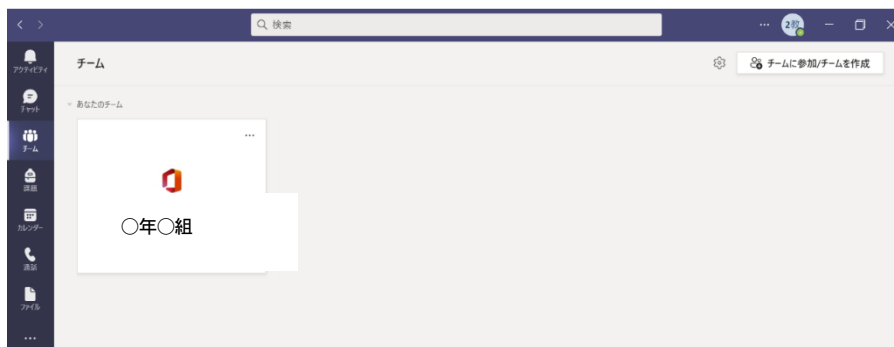 検索
2教
アクティビティ
チャット
チーム
課題
カレンダー
通話
ファイル
チーム
チームに参加/チームを作成
あなたのチーム
◯年◯組